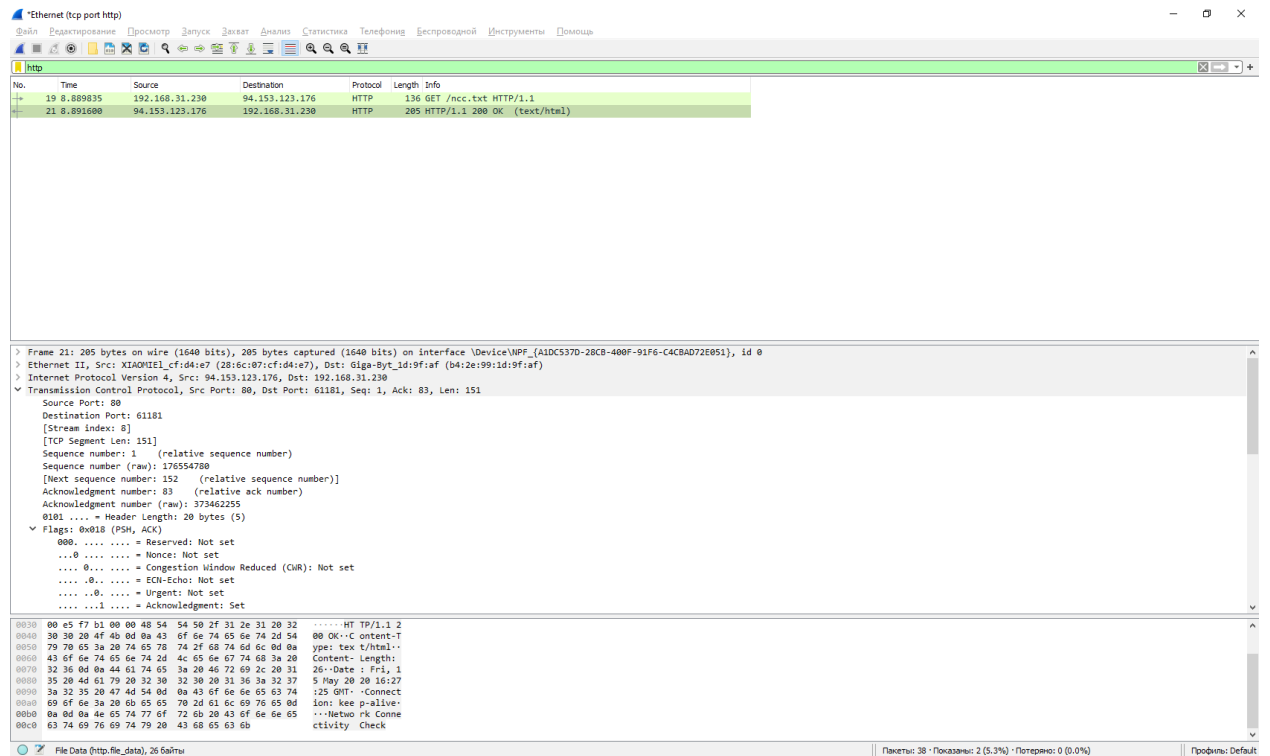 *Ethernet (tcp port http)
Файл Редактирование Просмотр Запуск Захват Анализ Статистика Телефония Беспроводной Инструменты Помощь
http
No. Time Source Destination Protocol Length Info
19 8.889835 192.168.31.230 94.153.123.176 HTTP 136 GET /ncc.txt HTTP/1.1
21 8.891600 94.153.123.176 192.168.31.230 HTTP 205 HTTP/1.1 200 OK (text/html)
> Frame 21: 205 bytes on wire (1640 bits), 205 bytes captured (1640 bits) on interface \Device\NPF_{A1DC537D-28CB-400F-91F6-C4CBAD72E051}, id 0
> Ethernet II, Src: XIAOMIEl_cf:d4:e7 (28:6c:07:cf:d4:e7), Dst: Giga-Byt_1d:9f:af (b4:2e:99:1d:9f:af)
> Internet Protocol Version 4, Src: 94.153.123.176, Dst: 192.168.31.230
Transmission Control Protocol, Src Port: 80, Dst Port: 61181, Seq: 1, Ack: 83, Len: 151
Source Port: 80
Destination Port: 61181
[Stream index: 8]
[TCP Segment Len: 151]
Sequence number: 1 (relative sequence number)
Sequence number (raw): 176554780
[Next sequence number: 152 (relative sequence number)]
Acknowledgment number: 83 (relative ack number)
Acknowledgment number (raw): 373462255
0101 .... = Header Length: 20 bytes (5)
Flags: 0x018 (PSH, ACK)
000. .... .... = Reserved: Not set
...0 .... .... = Nonce: Not set
.... 0... .... = Congestion Window Reduced (CWR): Not set
.... .0.. .... = ECN-Echo: Not set
.... ..0. .... = Urgent: Not set
.... ...1 .... = Acknowledgment: Set
0030 00 e5 f7 b1 00 00 48 54 54 50 2f 31 2e 31 20 32 ······HT TP/1.1 2
0040 30 30 20 4f 4b 0d 0a 43 6f 6e 74 65 6e 74 2d 54 00 OK··C ontent-T
0050 79 70 65 3a 20 74 65 78 74 2f 68 74 6d 6c 0d 0a ype: tex t/html··
0060 43 6f 6e 74 65 6e 74 2d 4c 65 6e 67 74 68 3a 20 Content- Length:
0070 32 36 0d 0a 44 61 74 65 3a 20 46 72 69 2c 20 31 26··Date : Fri, 1
0080 35 20 4d 61 79 20 32 30 32 30 20 31 36 3a 32 37 5 May 20 20 16:27
0090 3a 32 35 20 47 4d 54 0d 0a 43 6f 6e 6e 65 63 74 :25 GMT· ·Connect
00a0 69 6f 6e 3a 20 6b 65 65 70 2d 61 6c 69 76 65 0d ion: kee p-alive·
00b0 0a 0d 0a 4e 65 74 77 6f 72 6b 20 43 6f 6e 6e 65 ···Netwo rk Conne
00c0 63 74 69 76 69 74 79 20 43 68 65 63 6b ctivity Check
File Data (http.file_data), 26 байты Пакеты: 38 · Показаны: 2 (5.3%) · Потеряно: 0 (0.0%) Профиль: Default